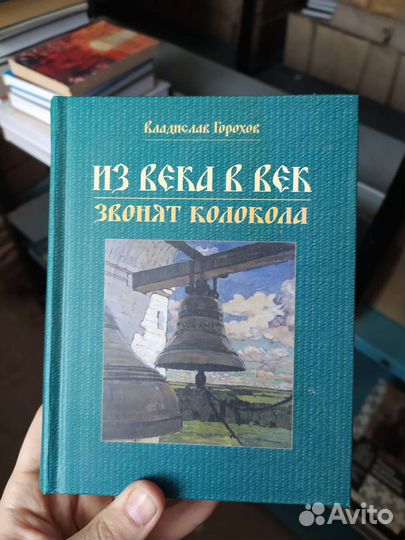 Владислав Горохов
ИЗ ВЕКА В ВЕК
ЗВОНЯТ КОЛОКОЛА
Avito